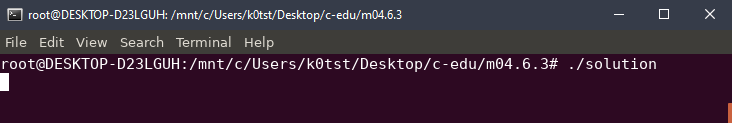 root@DESKTOP-D23LGUH: /mnt/c/Users/k0tst/Desktop/c-edu/m04.6.3
File Edit View Search Terminal Help
root@DESKTOP-D23LGUH:/mnt/c/Users/k0tst/Desktop/c-edu/m04.6.3# ./solution